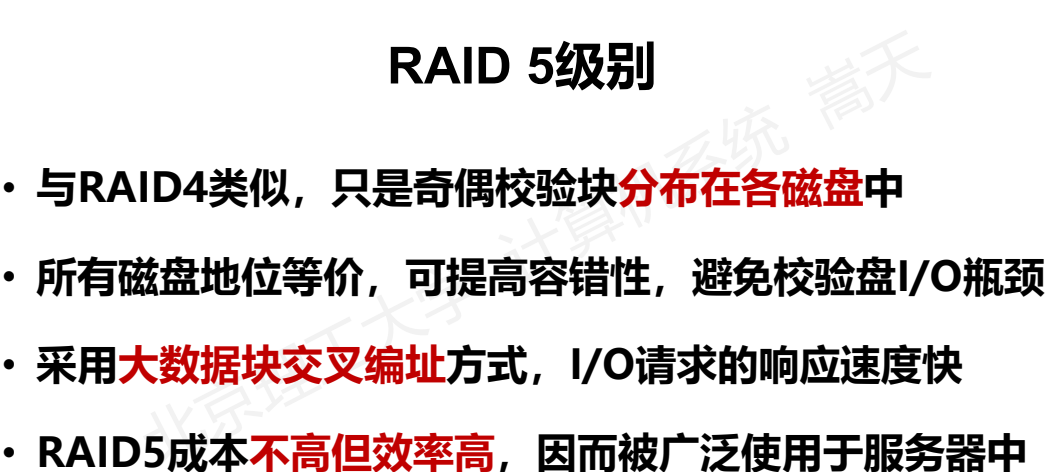 RAID 5级别
• 与RAID4类似，只是奇偶校验块分布在各磁盘中
• 所有磁盘地位等价，可提高容错性，避免校验盘I/O瓶颈
• 采用大数据块交叉编址方式，I/O请求的响应速度快
• RAID5成本不高但效率高，因而被广泛使用于服务器中
北京理工大学 计算机系统 嵩天